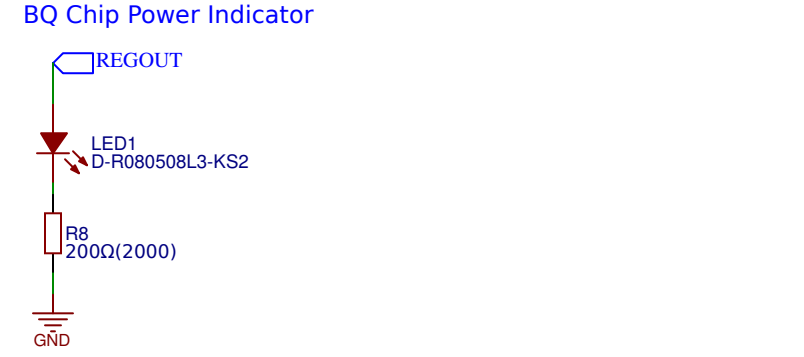 BQ Chip Power Indicator
REGOUT
LED1
D-R080508L3-KS2
R8
200Ω(2000)
GND